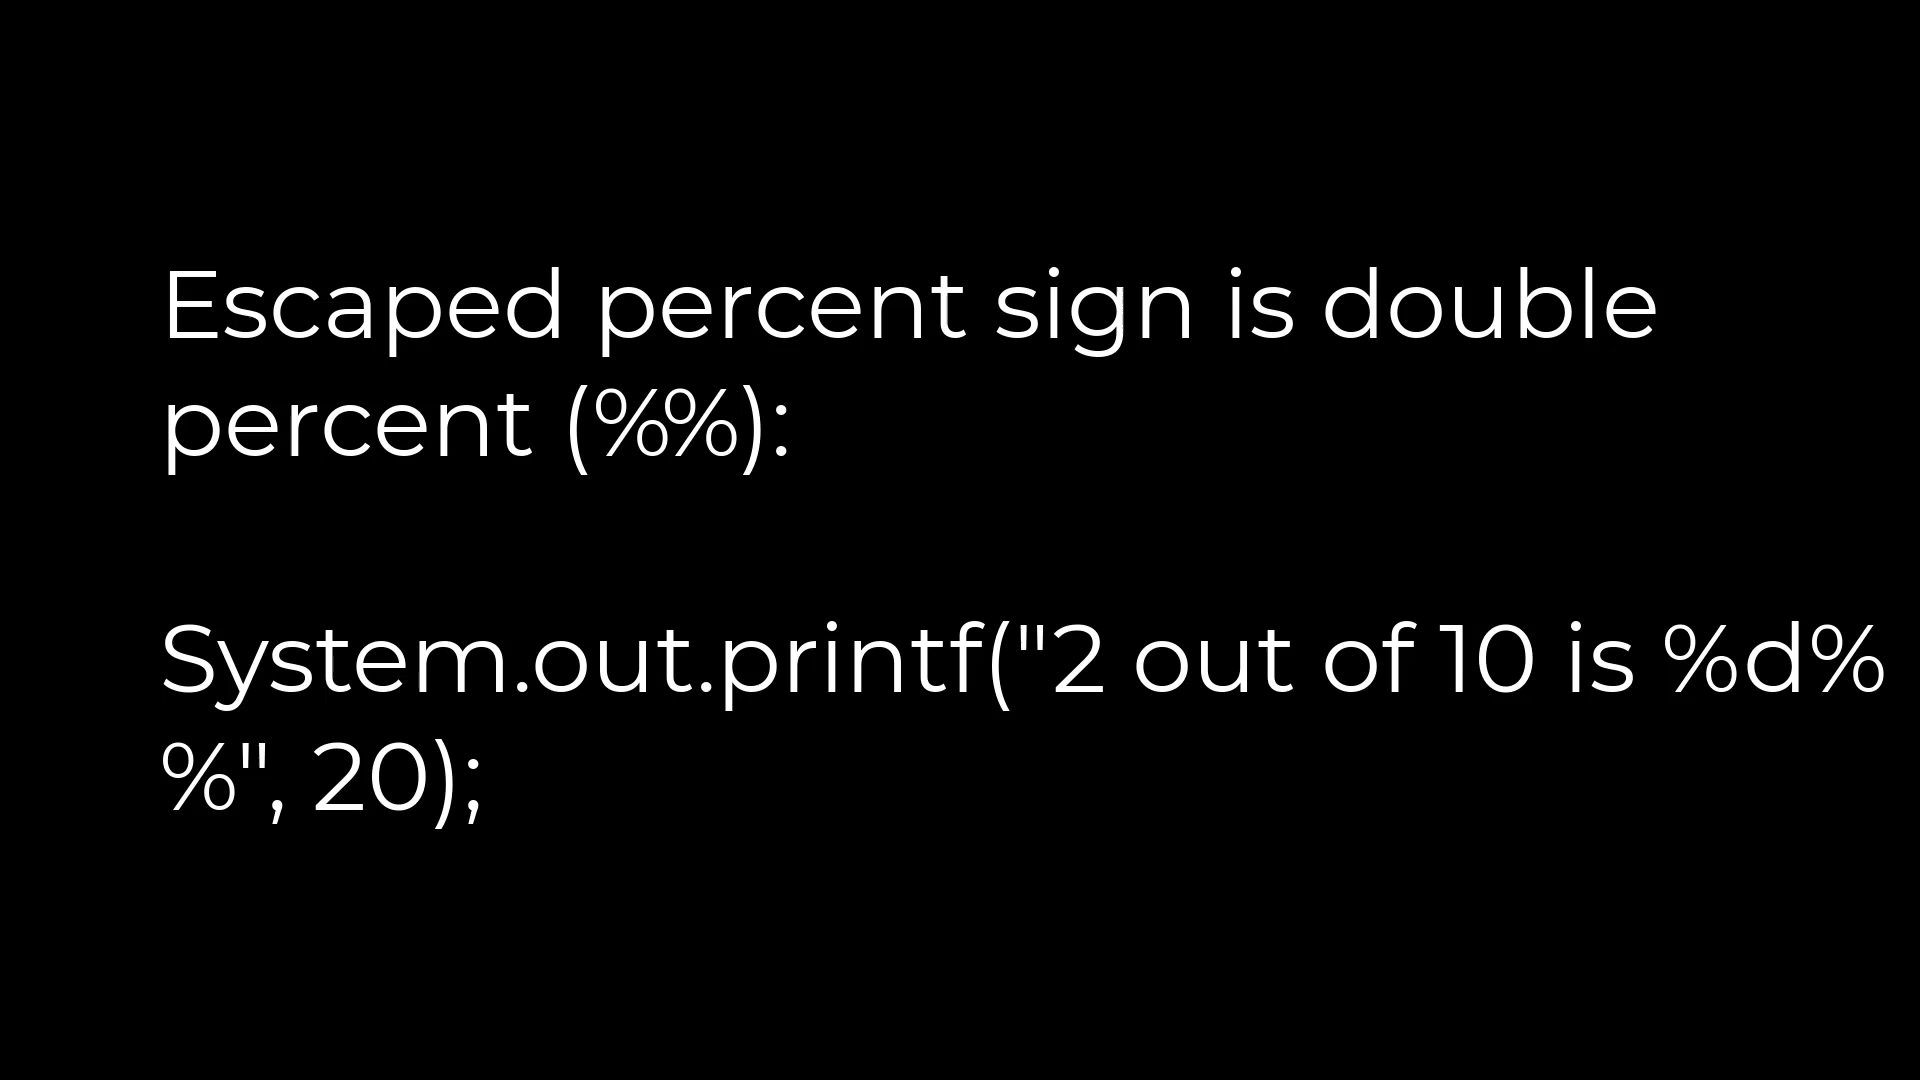 Escaped percent sign is double
percent (%%):
System.out.printf("2 out of 10 is %d%
%", 20);